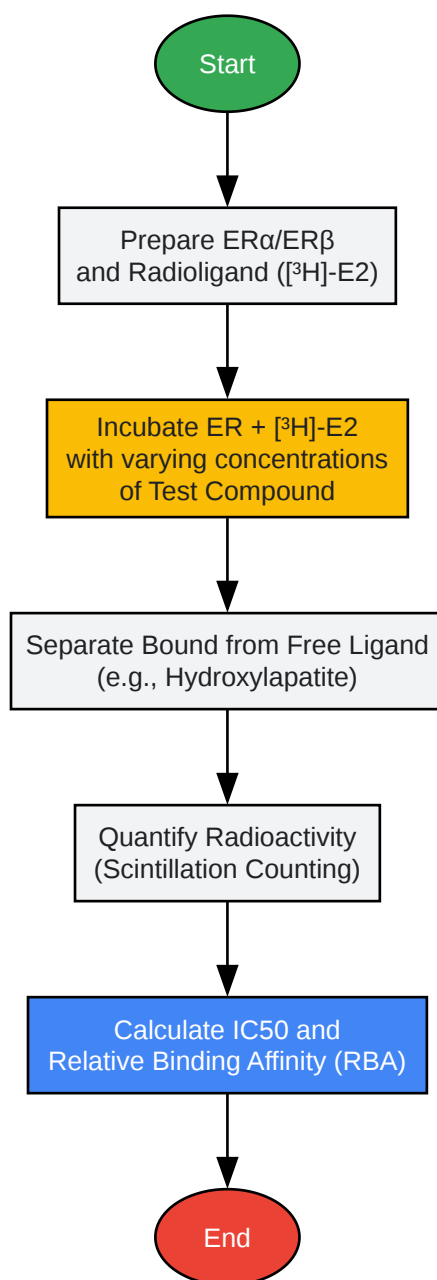 Start
Prepare ERα/ERβ
and Radioligand ([³H]-E2)
Incubate ER + [³H]-E2
with varying concentrations
of Test Compound
Separate Bound from Free Ligand
(e.g., Hydroxylapatite)
Quantify Radioactivity
(Scintillation Counting)
Calculate IC50 and
Relative Binding Affinity (RBA)
End